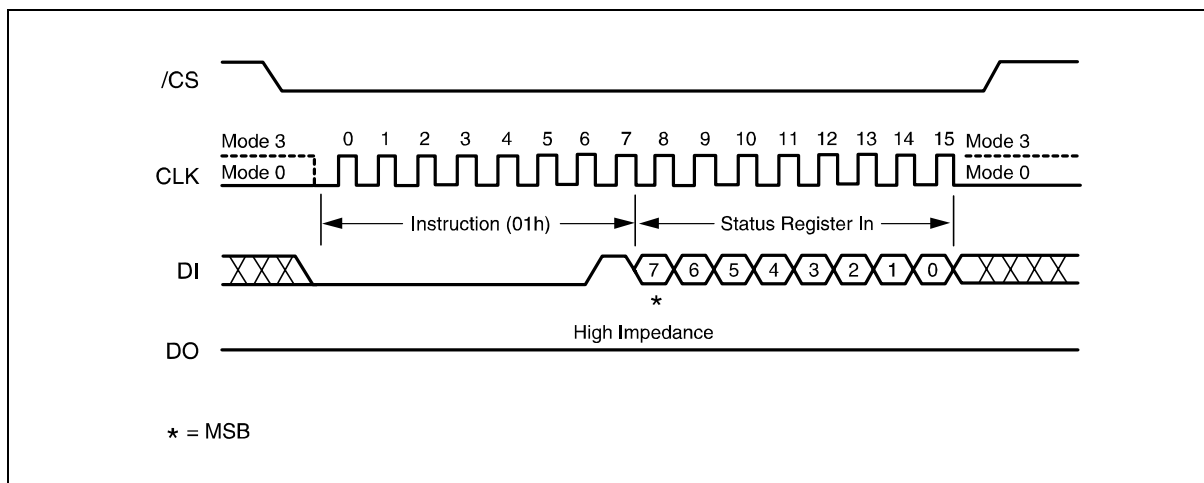 /CS
Mode 3 0 1 2 3 4 5 6 7 8 9 10 11 12 13 14 15 Mode 3
CLK Mode 0 Mode 0
Instruction (01h) Status Register In
DI 7 6 5 4 3 2 1 0
*
High Impedance
DO
* = MSB